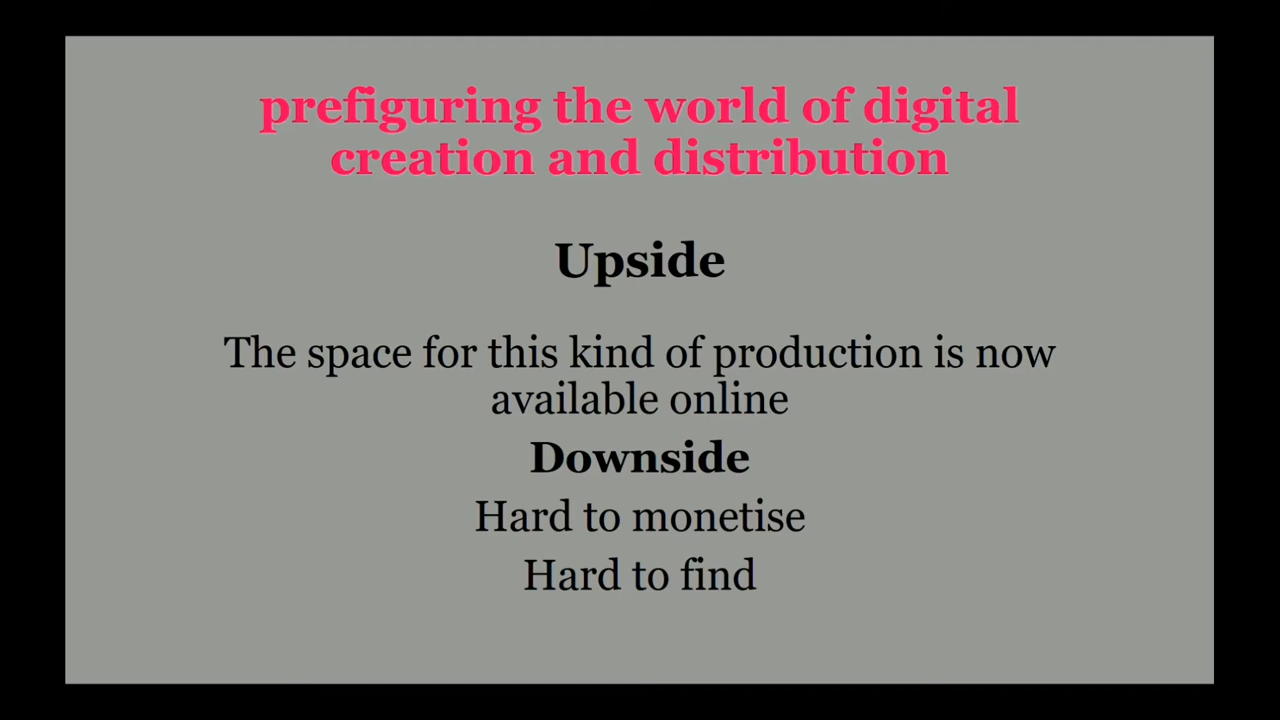 prefiguring the world of digital
creation and distribution
Upside
The space for this kind of production is now
available online
Downside
Hard to monetise
Hard to find